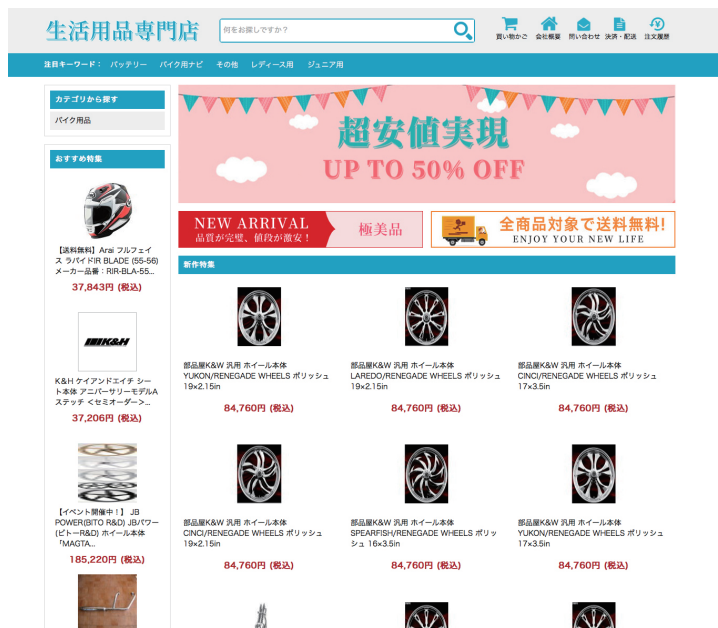 生活用品専門店
何をお探しですか？
買い物かご 会社概要 問い合わせ 決済・配送 注文履歴
注目キーワード： バッテリー バイク用ナビ その他 レディース用 ジュニア用
カテゴリから探す
バイク用品
おすすめ特集
【送料無料】Arai フルフェイ
ス ラパイドIR BLADE (55-56)
メーカー品番：RIR-BLA-55...
37,843円 (税込)
K&H
K&H ケイアンドエイチ シー
ト本体 アニバーサリーモデルA
ステッチ ＜セミオーダー＞...
37,206円 (税込)
【イベント開催中！】 JB
POWER(BITO R&D) JBパワー
(ビトーR&D) ホイール本体
「MAGTA...
185,220円 (税込)
超安値実現
UP TO 50% OFF
NEW ARRIVAL
品質が完璧、値段が激安！
極美品
全商品対象で送料無料!
ENJOY YOUR NEW LIFE
新作特集
部品屋K&W 汎用 ホイール本体
YUKON/RENEGADE WHEELS ポリッシュ
19×2.15in
84,760円 (税込)
部品屋K&W 汎用 ホイール本体
LAREDO/RENEGADE WHEELS ポリッシュ
19×2.15in
84,760円 (税込)
部品屋K&W 汎用 ホイール本体
CINCI/RENEGADE WHEELS ポリッシュ
17×3.5in
84,760円 (税込)
部品屋K&W 汎用 ホイール本体
CINCI/RENEGADE WHEELS ポリッシュ
19×2.15in
84,760円 (税込)
部品屋K&W 汎用 ホイール本体
SPEARFISH/RENEGADE WHEELS ポリッ
シュ 16×3.5in
84,760円 (税込)
部品屋K&W 汎用 ホイール本体
YUKON/RENEGADE WHEELS ポリッシュ
17×3.5in
84,760円 (税込)